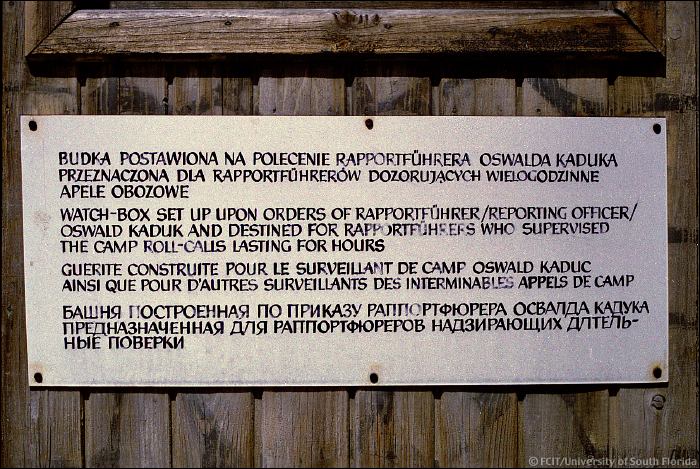 BUDKA POSTAWIONA NA POLECENIE RAPPORTFÜHRERA OSWALDA KADUKA
PRZEZNACZONA DLA RAPPORTFÜHRERÓW DOZORUJĄCYCH WIELOGODZINNE
APELE OBOZOWE
WATCH-BOX SET UP UPON ORDERS OF RAPPORTFÜHRER/REPORTING OFFICER/
OSWALD KADUK AND DESTINED FOR RAPPORTFÜHRERS WHO SUPERVISED
THE CAMP ROLL-CALLS LASTING FOR HOURS
GUERITE CONSTRUITE POUR LE SURVEILLANT DE CAMP OSWALD KADUC
AINSI QUE POUR D'AUTRES SURVEILLANTS DES INTERMINABLES APPELS DE CAMP
БАШНЯ ПОСТРОЕННАЯ ПО ПРИКАЗУ РАППОРТФЮРЕРА ОСВАЛДА КАДУКА
ПРЕДНАЗНАЧЕННАЯ ДЛЯ РАППОРТФЮРЕРОВ НАДЗИРАЮЩИХ ДЛТЕЛЬ-
НЫЕ ПОВЕРКИ
© FCIT/University of South Florida